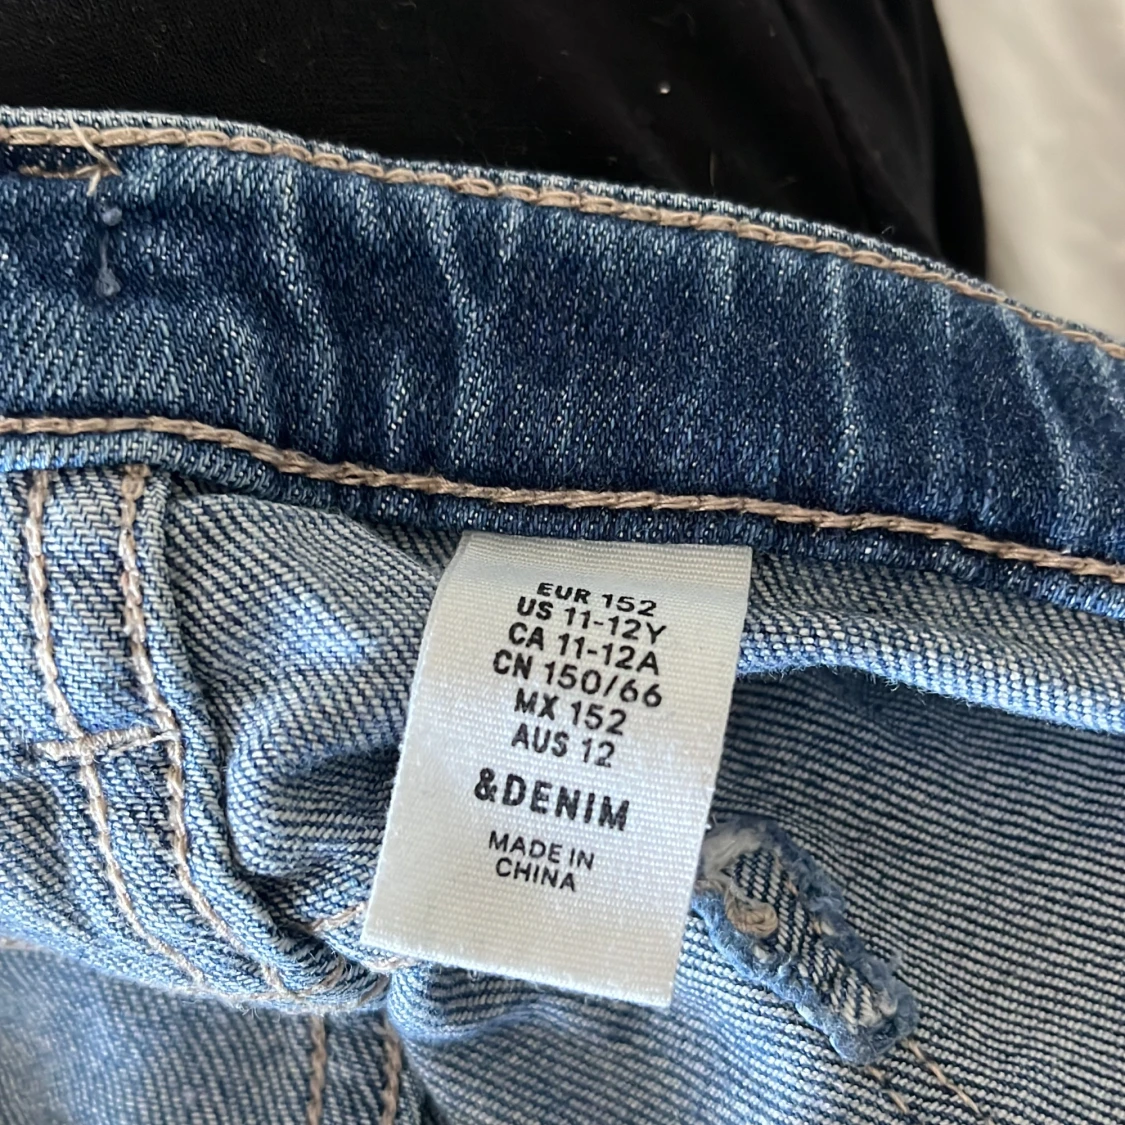 EUR 152
US 11-12Y
CA 11-12A
CN 150/66
MX 152
AUS 12
&DENIM
MADE IN
CHINA